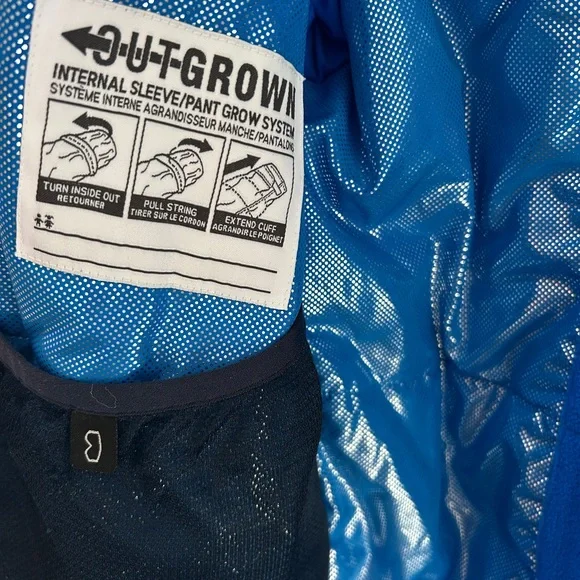 OUTGROWN
INTERNAL SLEEVE/PANT GROW SYSTEM
SYSTÈME INTERNE AGRANDISSEUR MANCHE/PANTALON
TURN INSIDE OUT
RETOURNER
PULL STRING
TIRER SUR LE CORDON
EXTEND CUFF
AGRANDIR LE POIGNET